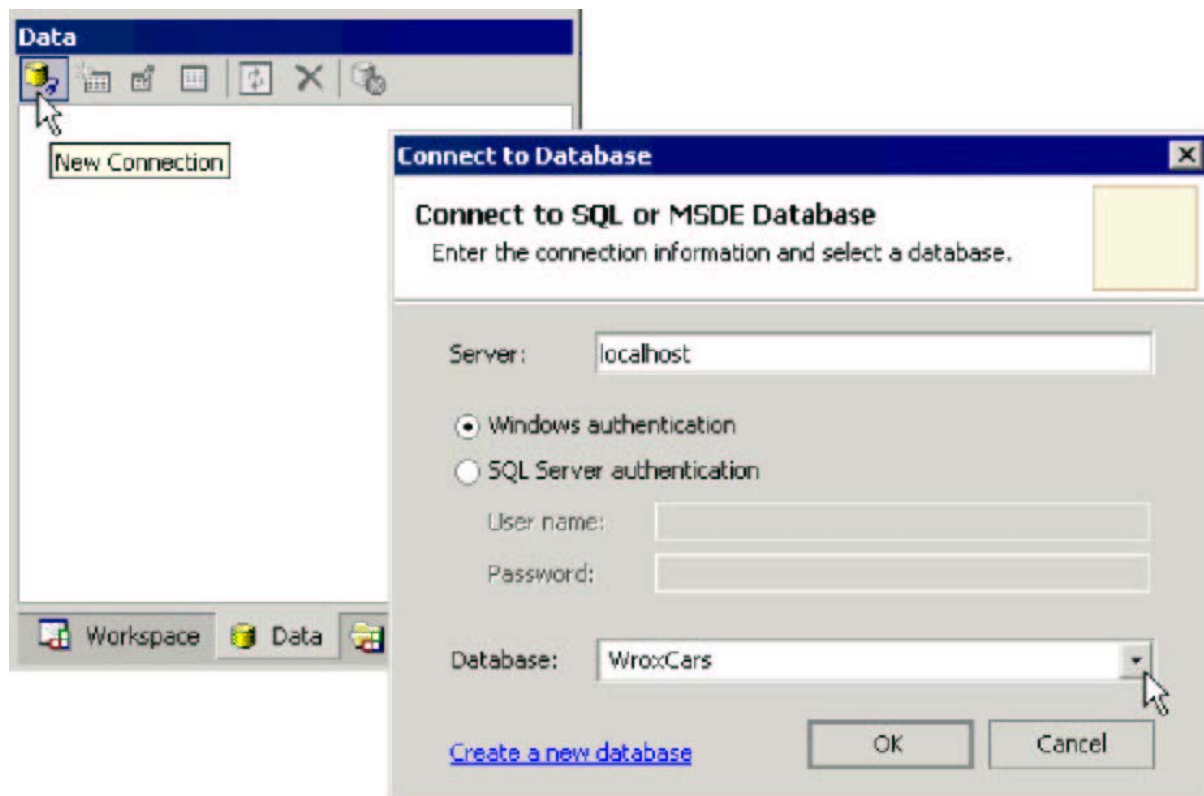 Data
New Connection
Workspace
Data
Connect to Database
Connect to SQL or MSDE Database
Enter the connection information and select a database.
Server:
localhost
Windows authentication
SQL Server authentication
User name:
Password:
Database:
WroxCars
Create a new database
OK
Cancel